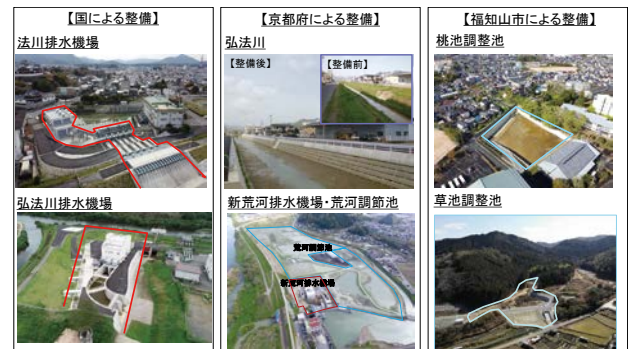 【国による整備】
法川排水機場
弘法川排水機場
【京都府による整備】
弘法川
【整備後】
【整備前】
新荒河排水機場・荒河調節池
荒河調節池
新荒河排水機場
【福知山市による整備】
桃池調整池
草池調整池